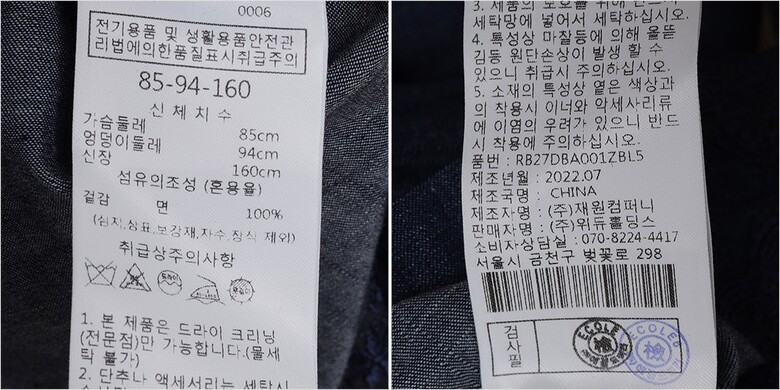 0006
전기용품 및 생활용품안전관
리법에의한품질표시취급주의
85-94-160
신 체 치 수
가슴둘레 85cm
엉덩이둘레 94cm
신장 160cm
섬유의조성 (혼용율)
겉감 면 100%
(심지,상표,보강재,자수,장식 제외)
취급상주의사항
1. 본 제품은 드라이 크리닝
(전문점)만 가능합니다.(물세
탁 불가)
2. 단추나 액세서리는 세탁시
3. 제품의 보호를 위해
세탁망에 넣어서 세탁하십시오.
4. 특성상 마찰등에 의해 올뜯
김등 원단손상이 발생 할 수
있으니 취급시 주의하십시오.
5. 소재의 특성상 옅은 색상과
의 착용시 이너와 악세사리류
에 이염의 우려가 있으니 반드
시 착용에 주의하십시오.
품번 : RB27DBA001ZBL5
제조년월 : 2022.07
제조국명 : CHINA
제조자명 : (주)재원컴퍼니
판매자명 : (주)위듀홀딩스
소비자상담실 : 070-8224-4417
서울시 금천구 벚꽃로 298
검사필
ECOLE 檢
ECOLE 檢